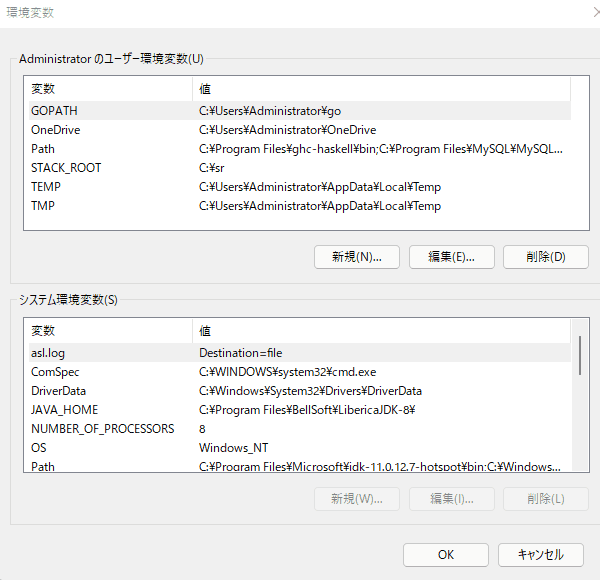 環境変数
Administrator のユーザー環境変数(U)
変数 値
GOPATH C:¥Users¥Administrator¥go
OneDrive C:¥Users¥Administrator¥OneDrive
Path C:¥Program Files¥ghc-haskell¥bin;C:¥Program Files¥MySQL¥MySQL...
STACK_ROOT C:¥sr
TEMP C:¥Users¥Administrator¥AppData¥Local¥Temp
TMP C:¥Users¥Administrator¥AppData¥Local¥Temp
新規(N)... 編集(E)... 削除(D)
システム環境変数(S)
変数 値
asl.log Destination=file
ComSpec C:¥WINDOWS¥system32¥cmd.exe
DriverData C:¥Windows¥System32¥Drivers¥DriverData
JAVA_HOME C:¥Program Files¥BellSoft¥LibericaJDK-8¥
NUMBER_OF_PROCESSORS 8
OS Windows_NT
Path C:¥Program Files¥Microsoft¥jdk-11.0.12.7-hotspot¥bin;C:¥Windows...
新規(W)... 編集(I)... 削除(L)
OK キャンセル